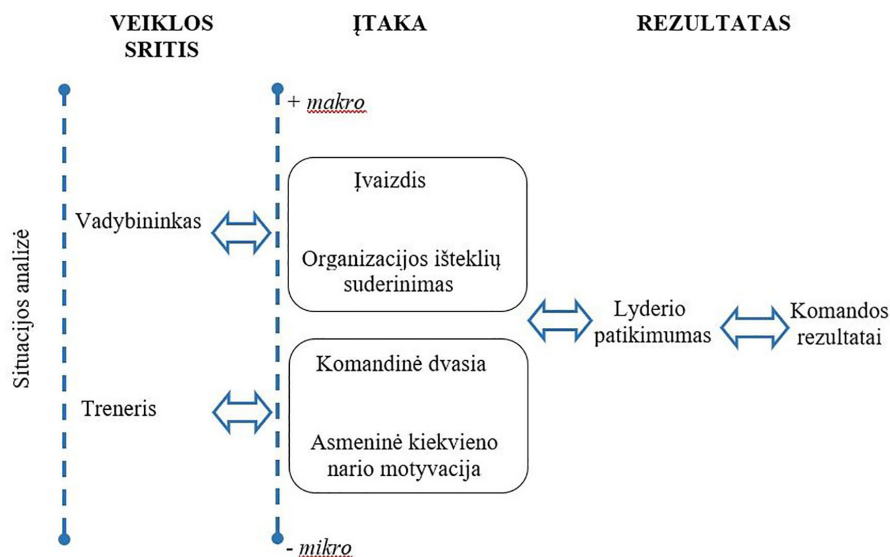 VEIKLOS
SRITIS
ĮTAKA
REZULTATAS
+ makro
Situacijos analizė
Vadybininkas
Įvaizdis
Organizacijos išteklių
suderinimas
Lyderio
patikimumas
Komandos
rezultatai
Treneris
Komandinė dvasia
Asmeninė kiekvieno
nario motyvacija
- mikro